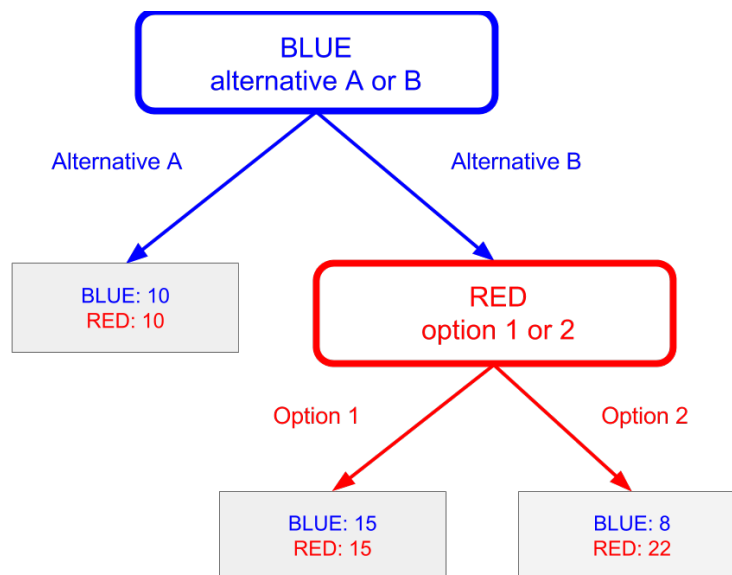 BLUE
alternative A or B
Alternative A
Alternative B
BLUE: 10
RED: 10
RED
option 1 or 2
Option 1
Option 2
BLUE: 15
RED: 15
BLUE: 8
RED: 22